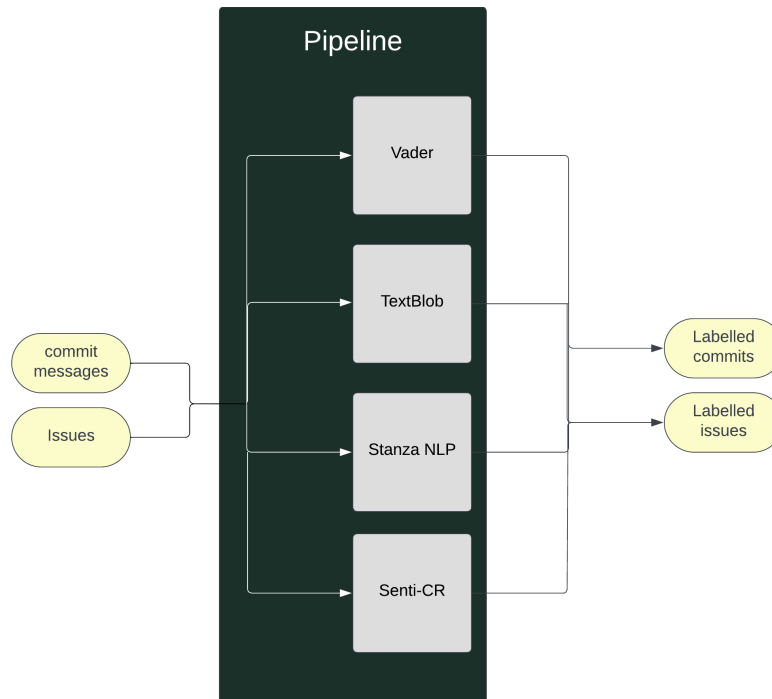 Pipeline
Vader
TextBlob
commit
messages
Issues
Stanza NLP
Senti-CR
Labelled
commits
Labelled
issues